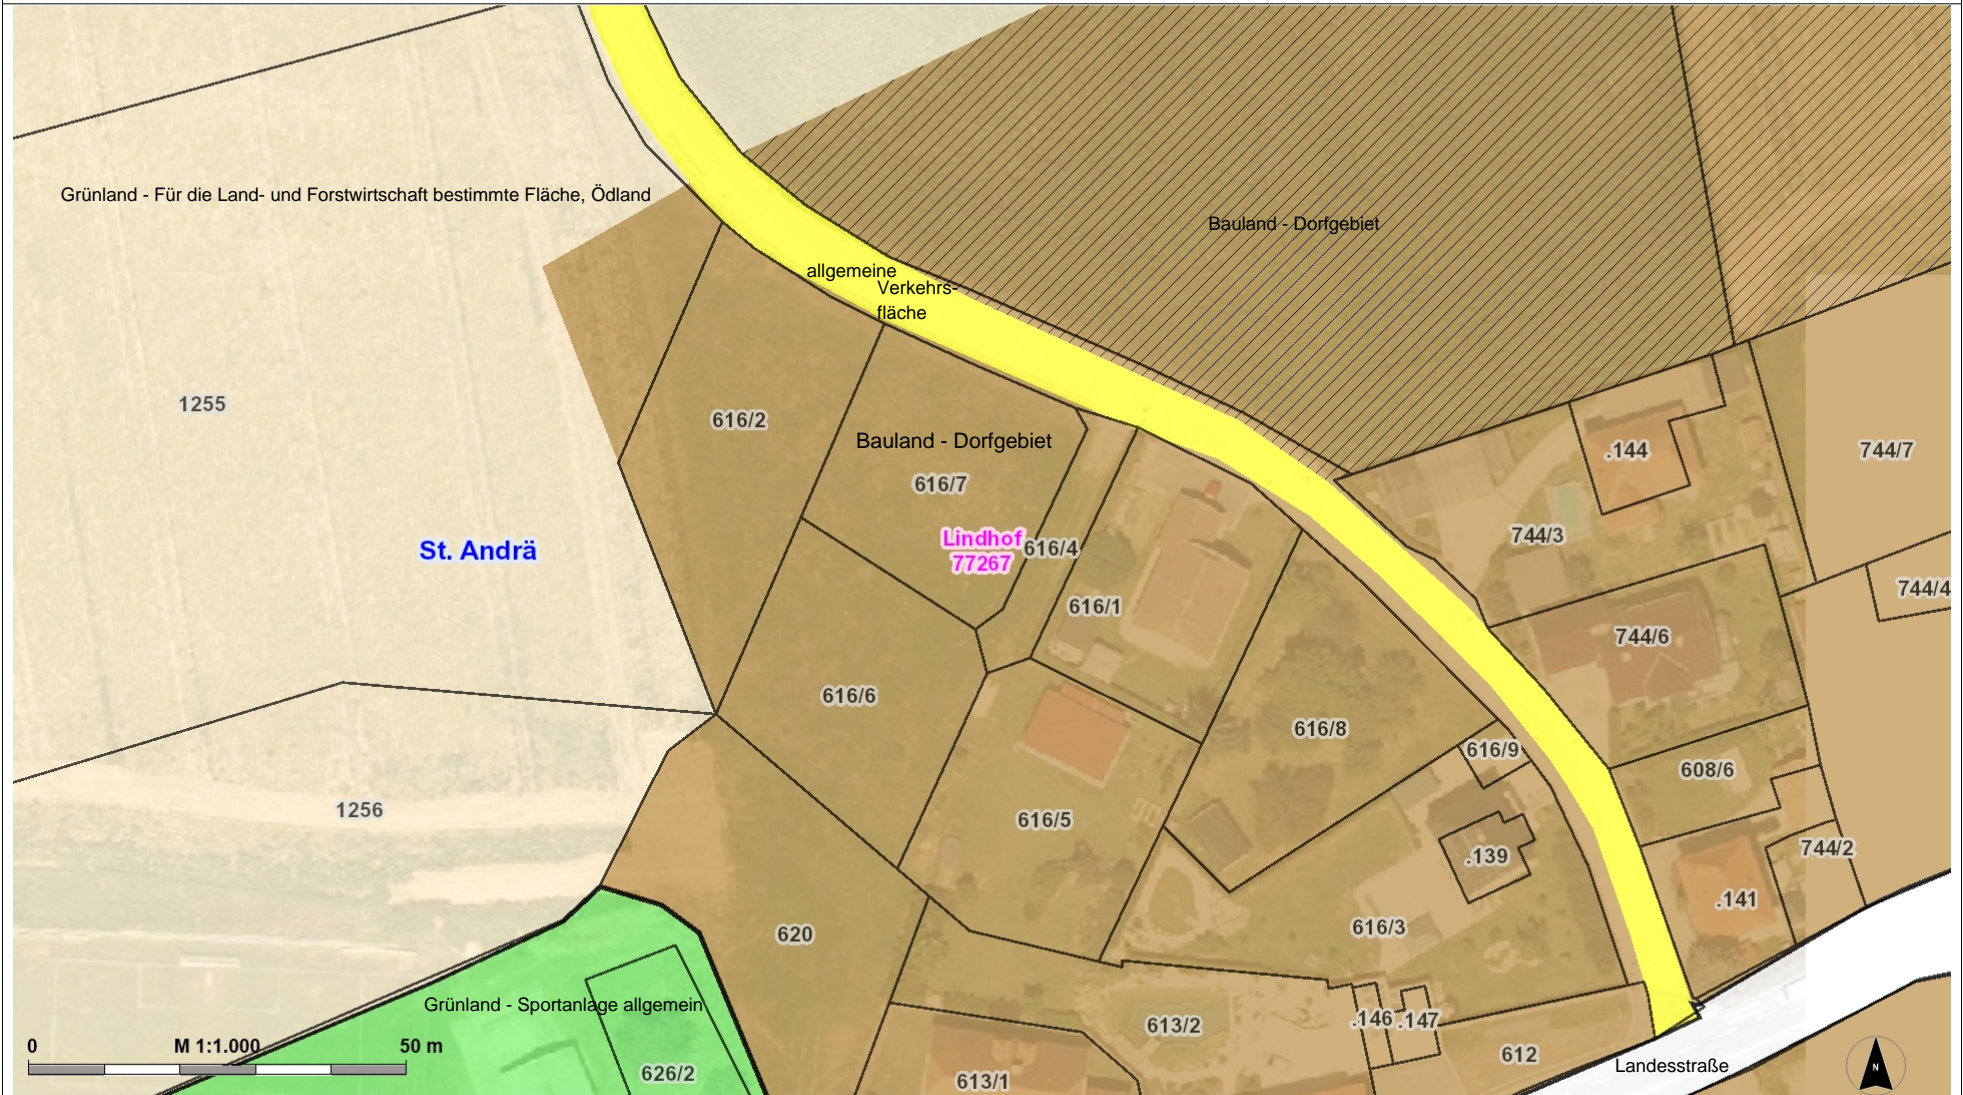 Grünland - Für die Land- und Forstwirtschaft bestimmte Fläche, Ödland
Bauland - Dorfgebiet
allgemeine
Verkehrs-
fläche
1255
616/2
Bauland - Dorfgebiet
616/7
.144
744/7
St. Andrä
Lindhof
77267
616/4
744/3
744/4
616/1
744/6
616/6
616/8
616/9
608/6
1256
616/5
.139
744/2
.141
620
616/3
Grünland - Sportanlage allgemein
613/2
.146
.147
0
M 1:1.000
50 m
626/2
613/1
612
Landesstraße
N